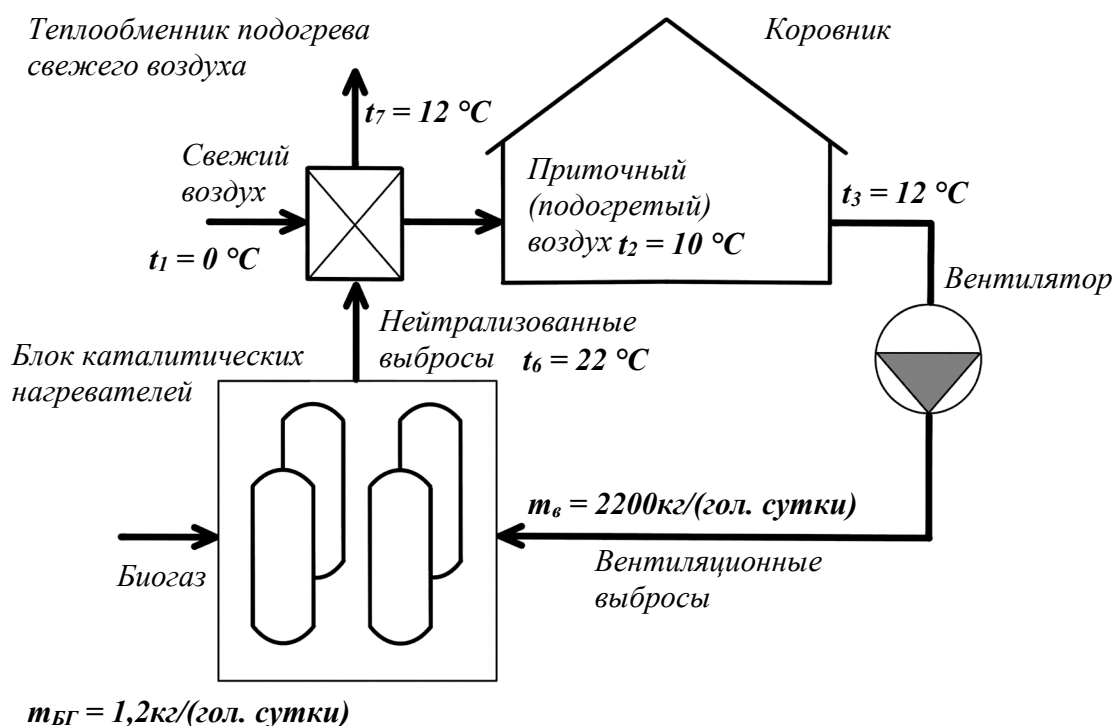 Теплообменник подогрева
свежего воздуха
Коровник
t7 = 12 °C
Свежий
воздух
Приточный
(подогретый)
воздух t2 = 10 °C
t3 = 12 °C
t1 = 0 °C
Вентилятор
Нейтрализованные
выбросы t6 = 22 °C
Блок каталитических
нагревателей
mв = 2200кг/(гол. сутки)
Биогаз
Вентиляционные
выбросы
mБГ = 1,2кг/(гол. сутки)